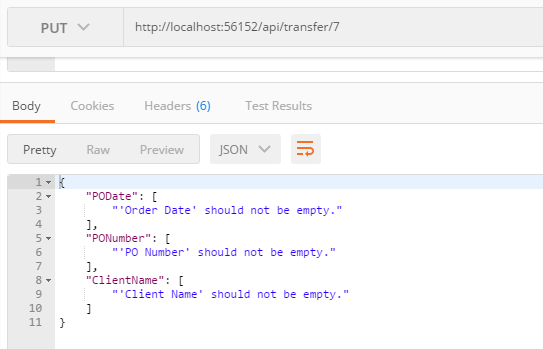 PUT http://localhost:56152/api/transfer/7
Body Cookies Headers (6) Test Results
Pretty Raw Preview JSON
1 {
2 "PODate": [
3 "'Order Date' should not be empty."
4 ],
5 "PONumber": [
6 "'PO Number' should not be empty."
7 ],
8 "ClientName": [
9 "'Client Name' should not be empty."
10 ]
11 }